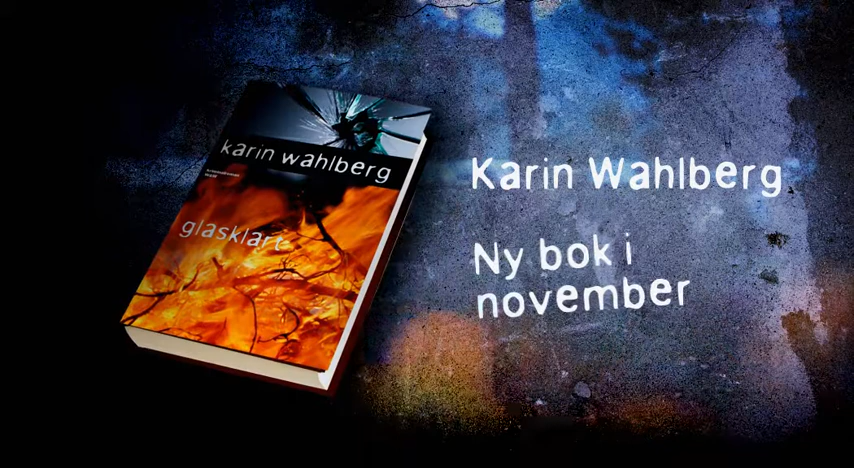 karin wahlberg
glasklart
Karin Wahlberg
Ny bok i
november